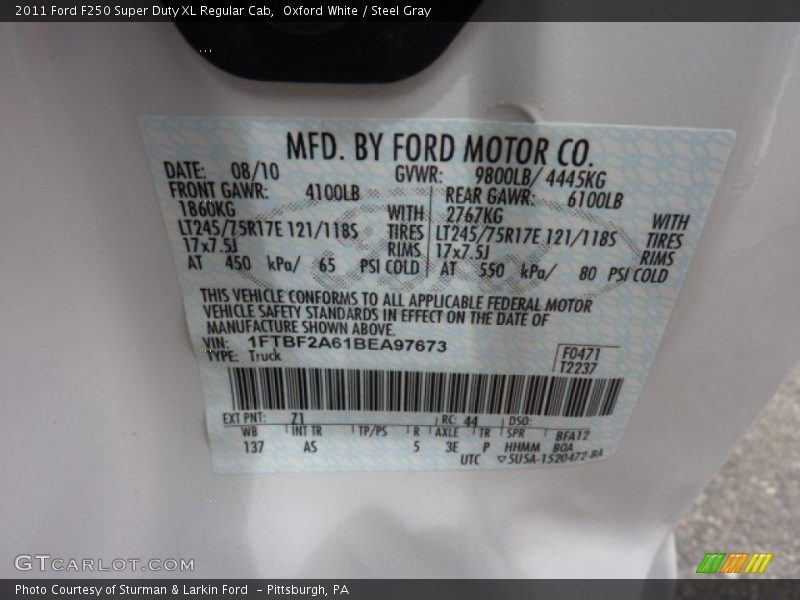 2011 Ford F250 Super Duty XL Regular Cab, Oxford White / Steel Gray
MFD. BY FORD MOTOR CO.
DATE: 08/10 GVWR: 9800LB/ 4445KG
FRONT GAWR: 4100LB REAR GAWR: 6100LB
1860KG WITH 2767KG WITH
LT245/75R17E 121/118S TIRES LT245/75R17E 121/118S TIRES
17x7.5J RIMS 17x7.5J RIMS
AT 450 kPa/ 65 PSI COLD AT 550 kPa/ 80 PSI COLD
THIS VEHICLE CONFORMS TO ALL APPLICABLE FEDERAL MOTOR
VEHICLE SAFETY STANDARDS IN EFFECT ON THE DATE OF
MANUFACTURE SHOWN ABOVE.
VIN: 1FTBF2A61BEA97673
TYPE: Truck
F0471
T2237
EXT PNT: Z1 RC: 44 DSO:
WB INT TR TP/PS R AXLE TR SPR BFA12
137 AS 5 3E P HHMM BOA
UTC ▽5U5A-1520472-BA
GTCARLOT.COM
Photo Courtesy of Sturman & Larkin Ford - Pittsburgh, PA